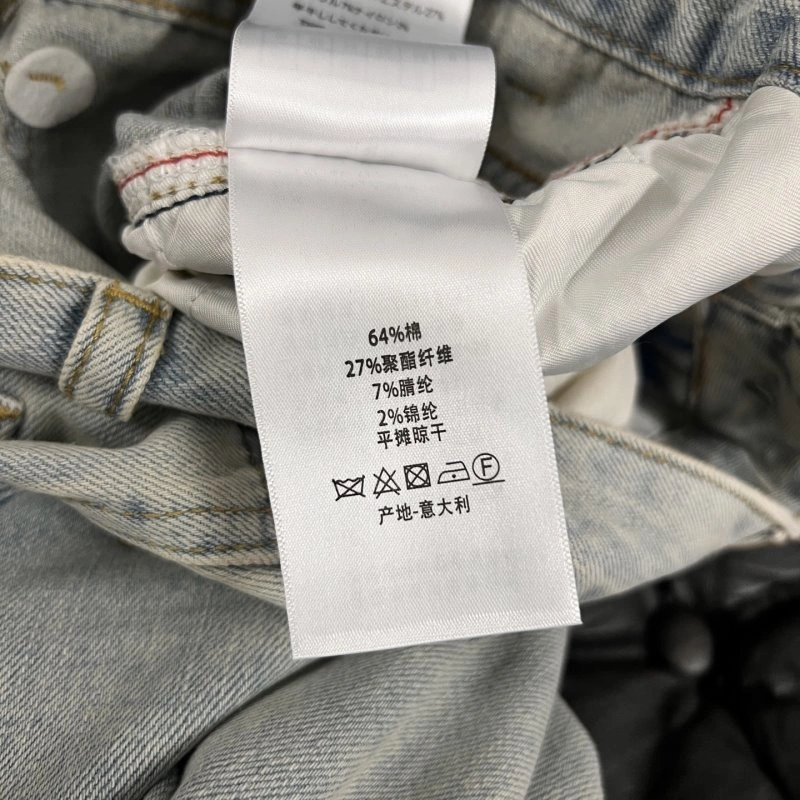 64%棉
27%聚酯纤维
7%腈纶
2%锦纶
平摊晾干
F
产地-意大利